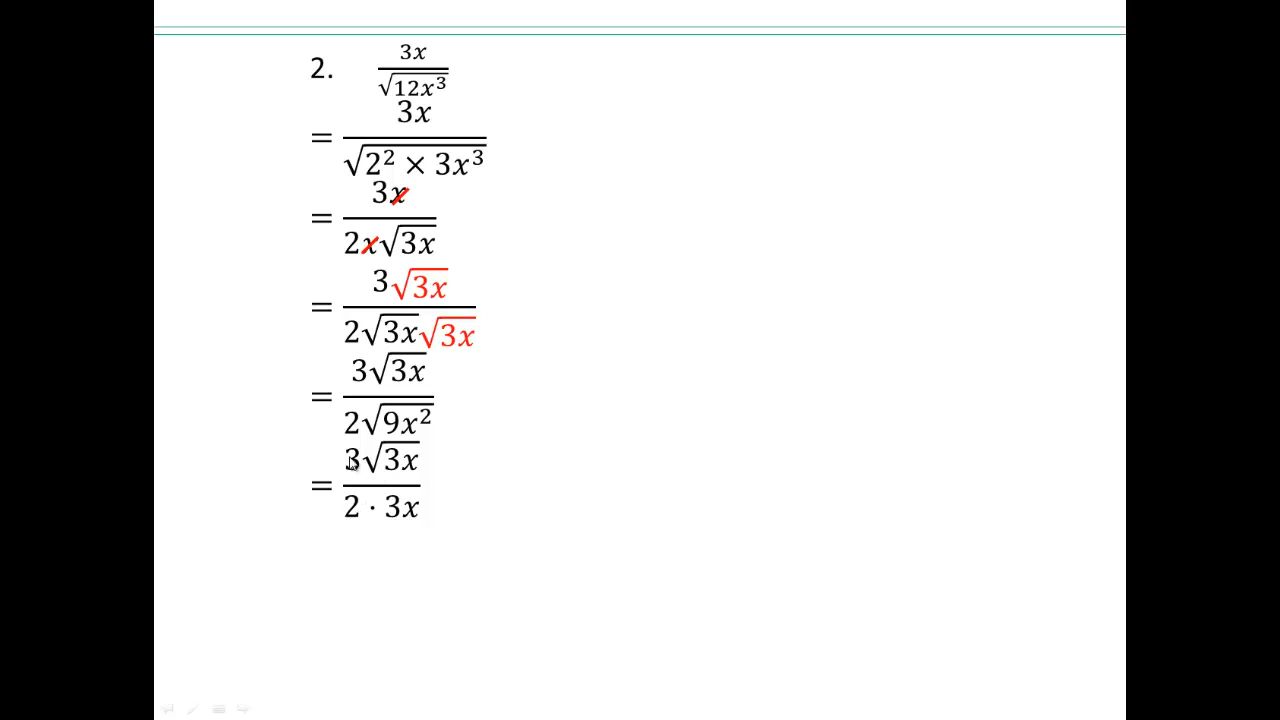 2. 3x/√(12x³)
= 3x/√(2² × 3x³)
= 3x/2x√(3x)
= 3√(3x)/2√(3x)√(3x)
= 3√(3x)/2√(9x²)
= 3√(3x)/2 · 3x